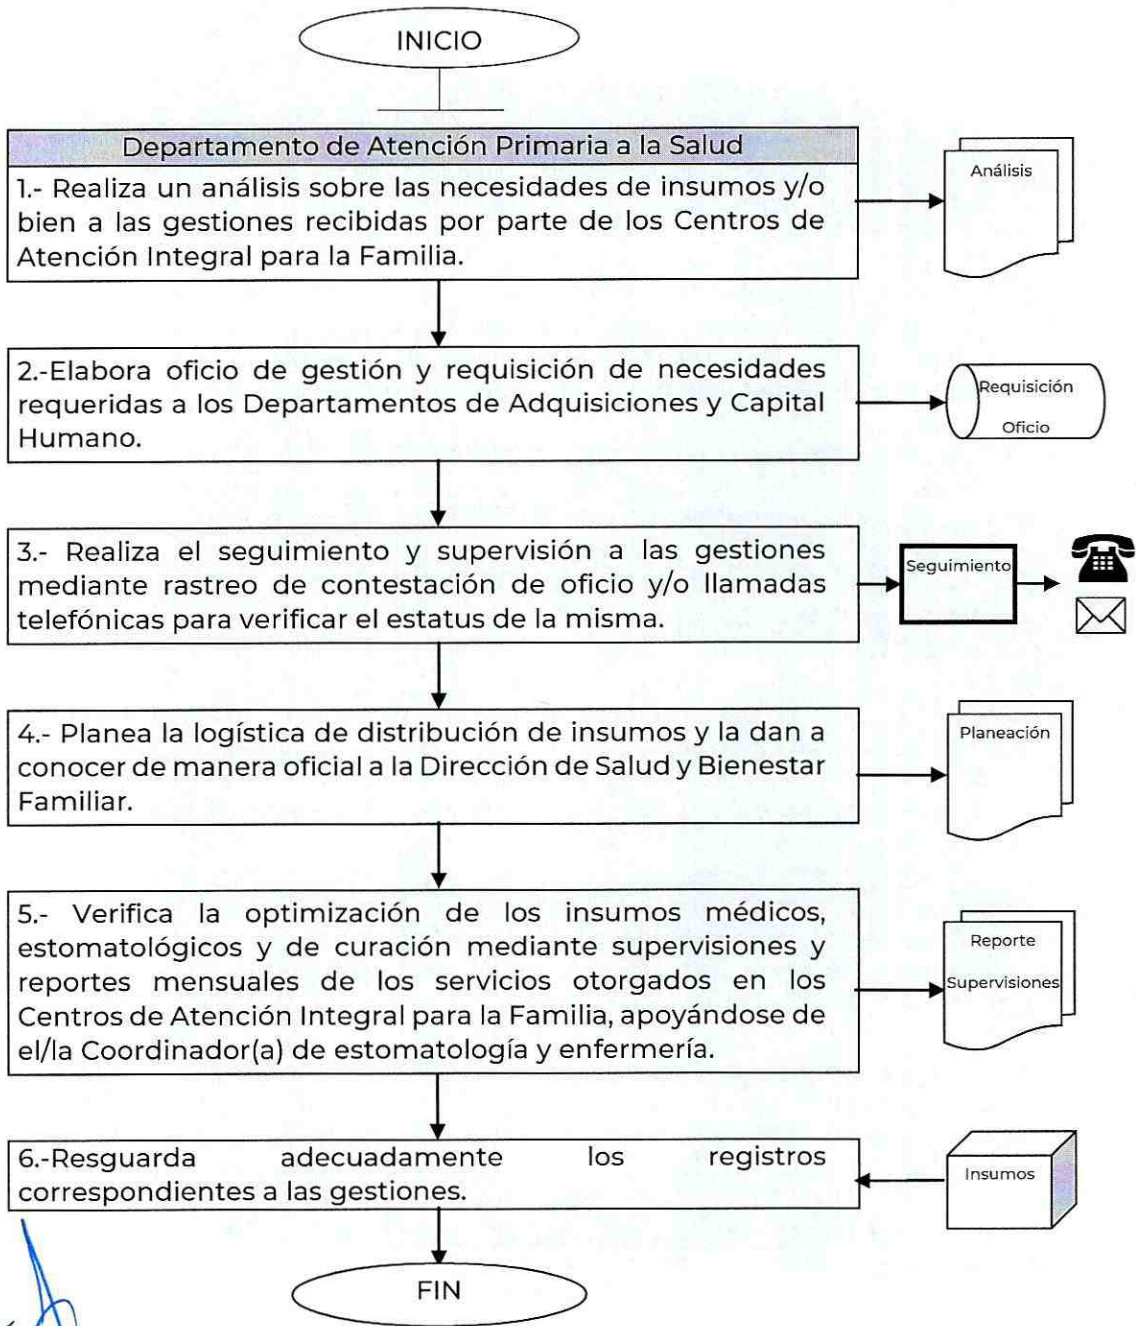 INICIO
Departamento de Atención Primaria a la Salud
1.- Realiza un análisis sobre las necesidades de insumos y/o
bien a las gestiones recibidas por parte de los Centros de
Atención Integral para la Familia.
Análisis
2.-Elabora oficio de gestión y requisición de necesidades
requeridas a los Departamentos de Adquisiciones y Capital
Humano.
Requisición
Oficio
3.- Realiza el seguimiento y supervisión a las gestiones
mediante rastreo de contestación de oficio y/o llamadas
telefónicas para verificar el estatus de la misma.
Seguimiento
4.- Planea la logística de distribución de insumos y la dan a
conocer de manera oficial a la Dirección de Salud y Bienestar
Familiar.
Planeación
5.- Verifica la optimización de los insumos médicos,
estomatológicos y de curación mediante supervisiones y
reportes mensuales de los servicios otorgados en los
Centros de Atención Integral para la Familia, apoyándose de
el/la Coordinador(a) de estomatología y enfermería.
Reporte
Supervisiones
6.-Resguarda adecuadamente los registros
correspondientes a las gestiones.
Insumos
FIN